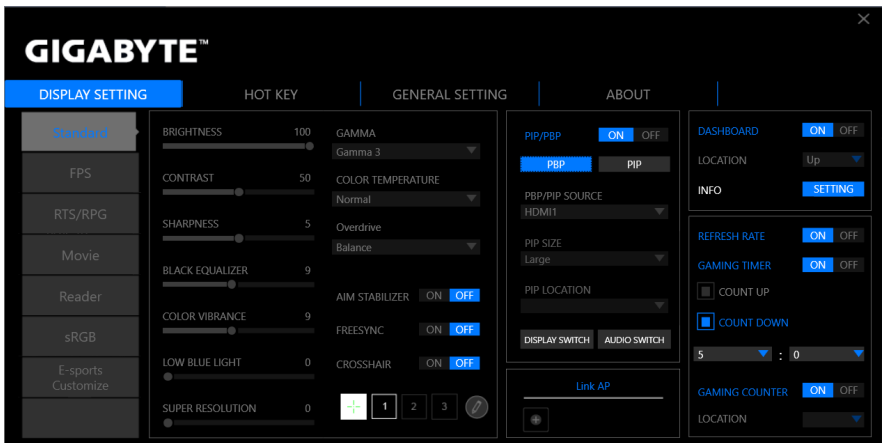 GIGABYTE™
DISPLAY SETTING
HOT KEY
GENERAL SETTING
ABOUT
Standard
FPS
RTS/RPG
Movie
Reader
sRGB
E-sports
Customize
BRIGHTNESS 100
CONTRAST 50
SHARPNESS 5
BLACK EQUALIZER 9
COLOR VIBRANCE 9
LOW BLUE LIGHT 0
SUPER RESOLUTION 0
GAMMA
Gamma 3
COLOR TEMPERATURE
Normal
Overdrive
Balance
AIM STABILIZER ON OFF
FREESYNC ON OFF
CROSSHAIR ON OFF
1 2 3
PIP/PBP ON OFF
PBP PIP
PBP/PIP SOURCE
HDMI1
PIP SIZE
Large
PIP LOCATION
DISPLAY SWITCH AUDIO SWITCH
Link AP
DASHBOARD ON OFF
LOCATION Up
INFO SETTING
REFRESH RATE ON OFF
GAMING TIMER ON OFF
COUNT UP
COUNT DOWN
5 : 0
GAMING COUNTER ON OFF
LOCATION